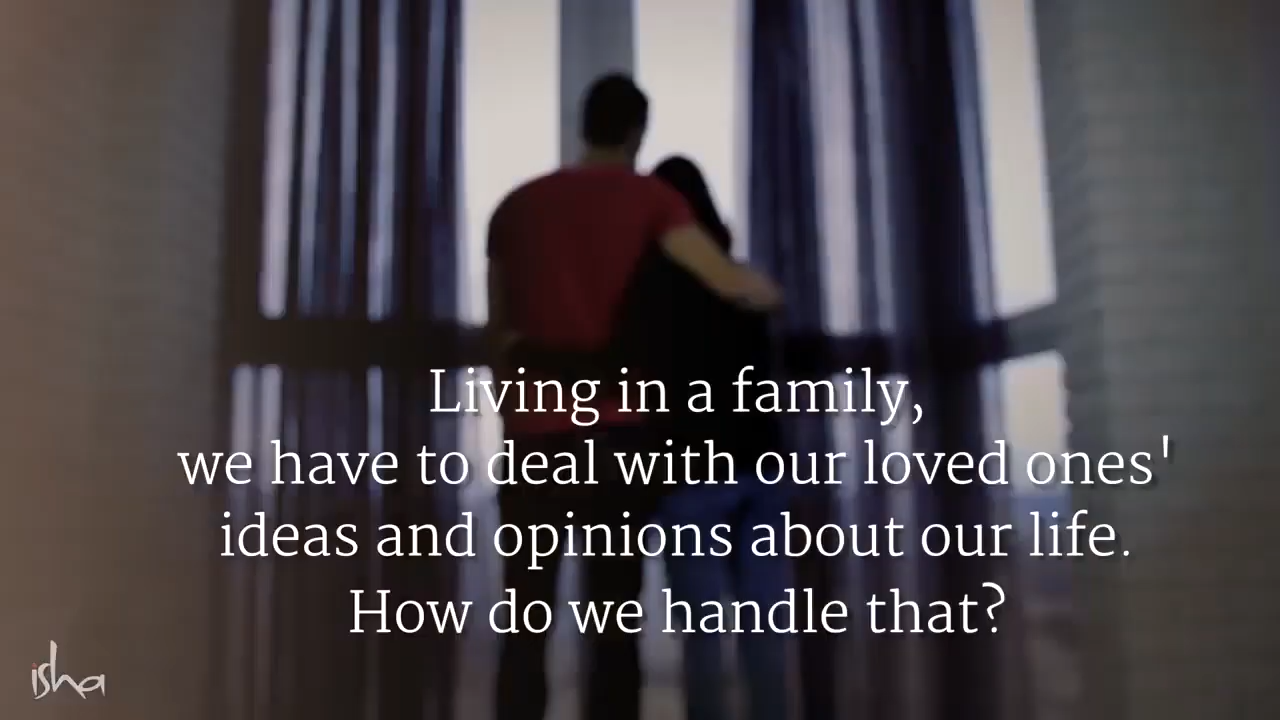 Living in a family,
we have to deal with our loved ones'
ideas and opinions about our life.
How do we handle that?
isha